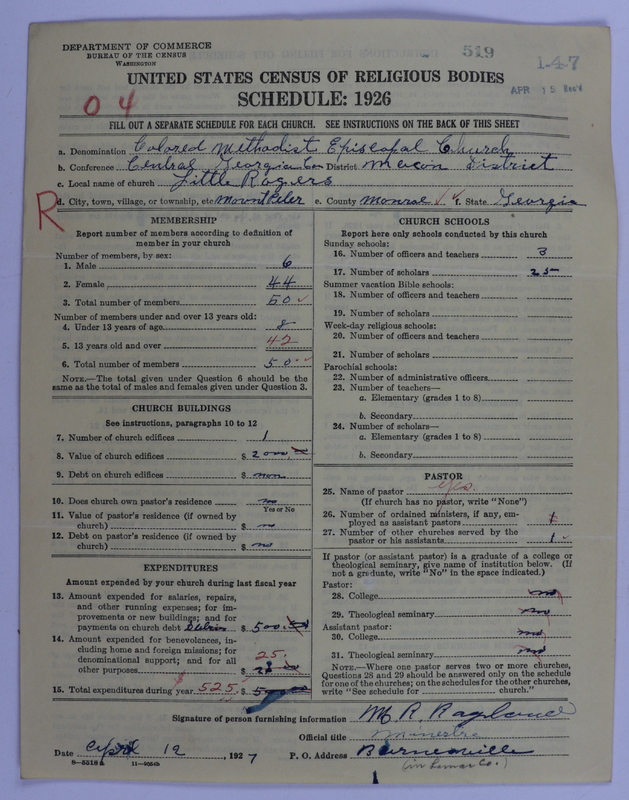 DEPARTMENT OF COMMERCE
BUREAU OF THE CENSUS
WASHINGTON
519
1-4-7
APR 15
UNITED STATES CENSUS OF RELIGIOUS BODIES
SCHEDULE: 1926
0 4
FILL OUT A SEPARATE SCHEDULE FOR EACH CHURCH. SEE INSTRUCTIONS ON THE BACK OF THIS SHEET
a. Denomination Colored Methodist Episcopal Church
b. Conference Central Georgia Con District Macon District
c. Local name of church Little Rogers
R
d. City, town, village, or township, etc Mount Peler e. County Monroe f. State Georgia
MEMBERSHIP
Report number of members according to definition of
member in your church
Number of members, by sex:
1. Male 6
2. Female 44
3. Total number of members 50
Number of members under and over 13 years old:
4. Under 13 years of age 8
5. 13 years old and over 42
6. Total number of members 50
NOTE.—The total given under Question 6 should be
same as the total of males and females given under Question 3.
CHURCH BUILDINGS
See instructions, paragraphs 10 to 12
7. Number of church edifices 1
8. Value of church edifices $ 2000
9. Debt on church edifices $ non
10. Does church own pastor's residence no
Yes or No
11. Value of pastor's residence (if owned by
church) $ no
12. Debt on pastor's residence (if owned by
church) $ no
EXPENDITURES
Amount expended by your church during last fiscal year
13. Amount expended for salaries, repairs,
and other running expenses; for im-
provements or new buildings; and for
payments on church debt $ 500
14. Amount expended for benevolences, in-
cluding home and foreign missions; for
denominational support; and for all 25.
other purposes $
15. Total expenditures during year $ 525.
CHURCH SCHOOLS
Report here only schools conducted by this church
Sunday schools:
16. Number of officers and teachers 3
17. Number of scholars 25
Summer vacation Bible schools:
18. Number of officers and teachers
19. Number of scholars
Week-day religious schools:
20. Number of officers and teachers
21. Number of scholars
Parochial schools:
22. Number of administrative officers
23. Number of teachers—
a. Elementary (grades 1 to 8)
b. Secondary
24. Number of scholars—
a. Elementary (grades 1 to 8)
b. Secondary
PASTOR
25. Name of pastor yes.
(If church has no pastor, write "None")
26. Number of ordained ministers, if any, em-
ployed as assistant pastors 1
27. Number of other churches served by the
pastor or his assistants 1
If pastor (or assistant pastor) is a graduate of a college or
theological seminary, give name of institution below. (If
not a graduate, write "No" in the space indicated.)
Pastor:
28. College no
29. Theological seminary no
Assistant pastor:
30. College no
31. Theological seminary no
NOTE.—Where one pastor serves two or more churches,
Questions 28 and 29 should be answered only on the schedule
for one of the churches; on the schedules for the other churches,
write "See schedule for church."
Signature of person furnishing information M. R. Ragland
Official title
Date April 12, 1927 P. O. Address Barnesville
8-5518 (in Lamar Co.)